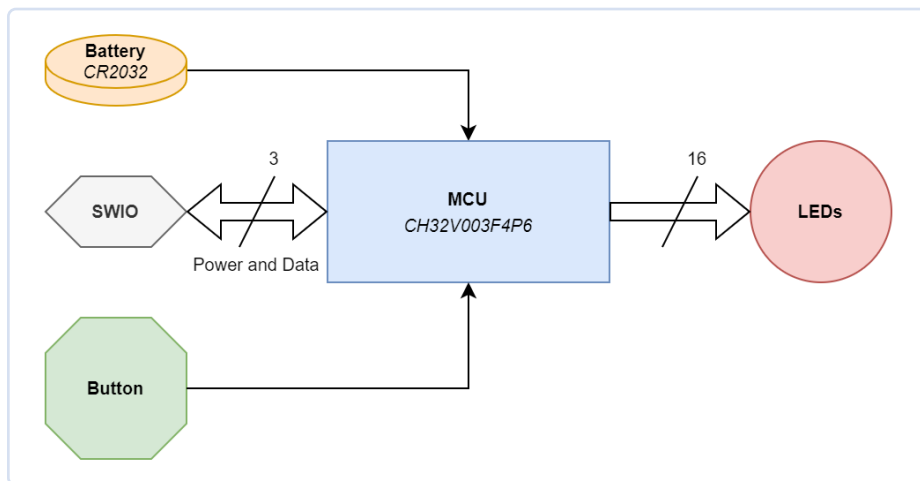 Battery
CR2032
3
16
SWIO
MCU
CH32V003F4P6
LEDs
Power and Data
Button